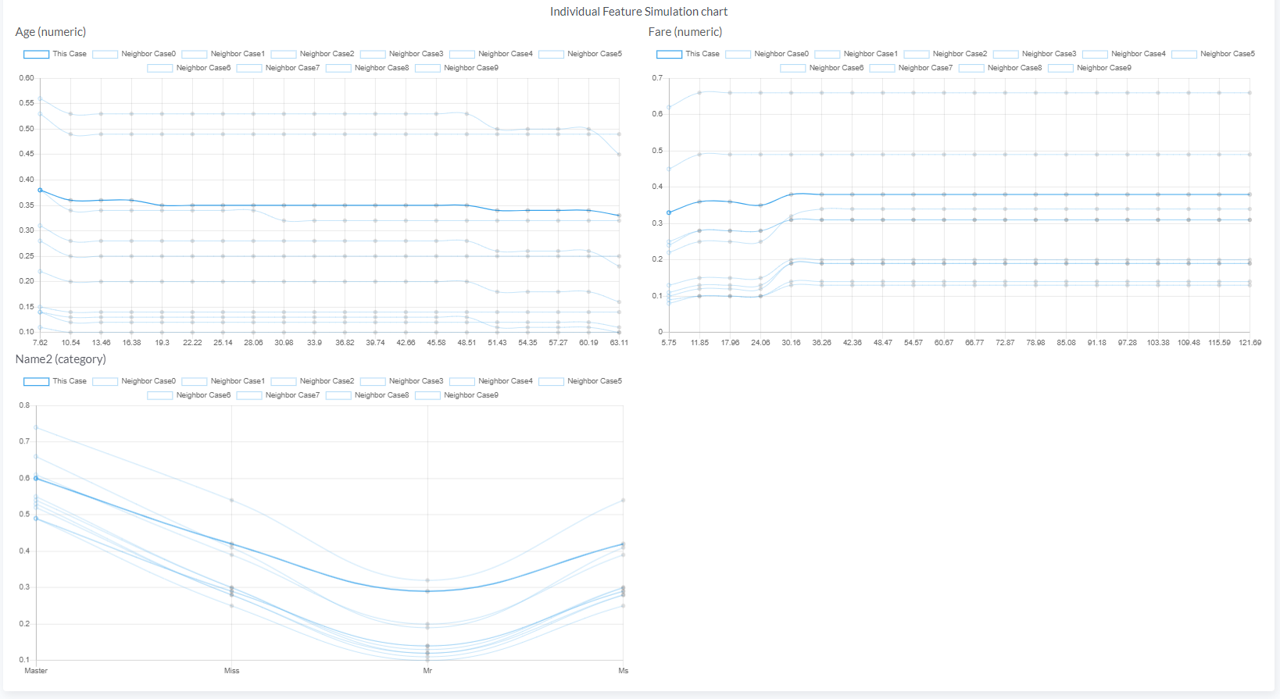 Individual Feature Simulation chart
Age (numeric)
This Case Neighbor Case0 Neighbor Case1 Neighbor Case2 Neighbor Case3 Neighbor Case4 Neighbor Case5
Neighbor Case6 Neighbor Case7 Neighbor Case8 Neighbor Case9
0.60
0.55
0.50
0.45
0.40
0.35
0.30
0.25
0.20
0.15
0.10
7.62 10.54 13.46 16.38 19.3 22.22 25.14 28.06 30.98 33.9 36.82 39.74 42.66 45.58 48.51 51.43 54.35 57.27 60.19 63.11
Fare (numeric)
This Case Neighbor Case0 Neighbor Case1 Neighbor Case2 Neighbor Case3 Neighbor Case4 Neighbor Case5
Neighbor Case6 Neighbor Case7 Neighbor Case8 Neighbor Case9
0.7
0.6
0.5
0.4
0.3
0.2
0.1
0
5.75 11.85 17.96 24.06 30.16 36.26 42.36 48.47 54.57 60.67 66.77 72.87 78.98 85.08 91.18 97.28 103.38 109.48 115.59 121.69
Name2 (category)
This Case Neighbor Case0 Neighbor Case1 Neighbor Case2 Neighbor Case3 Neighbor Case4 Neighbor Case5
Neighbor Case6 Neighbor Case7 Neighbor Case8 Neighbor Case9
0.8
0.7
0.6
0.5
0.4
0.3
0.2
0.1
Master Miss Mr Ms